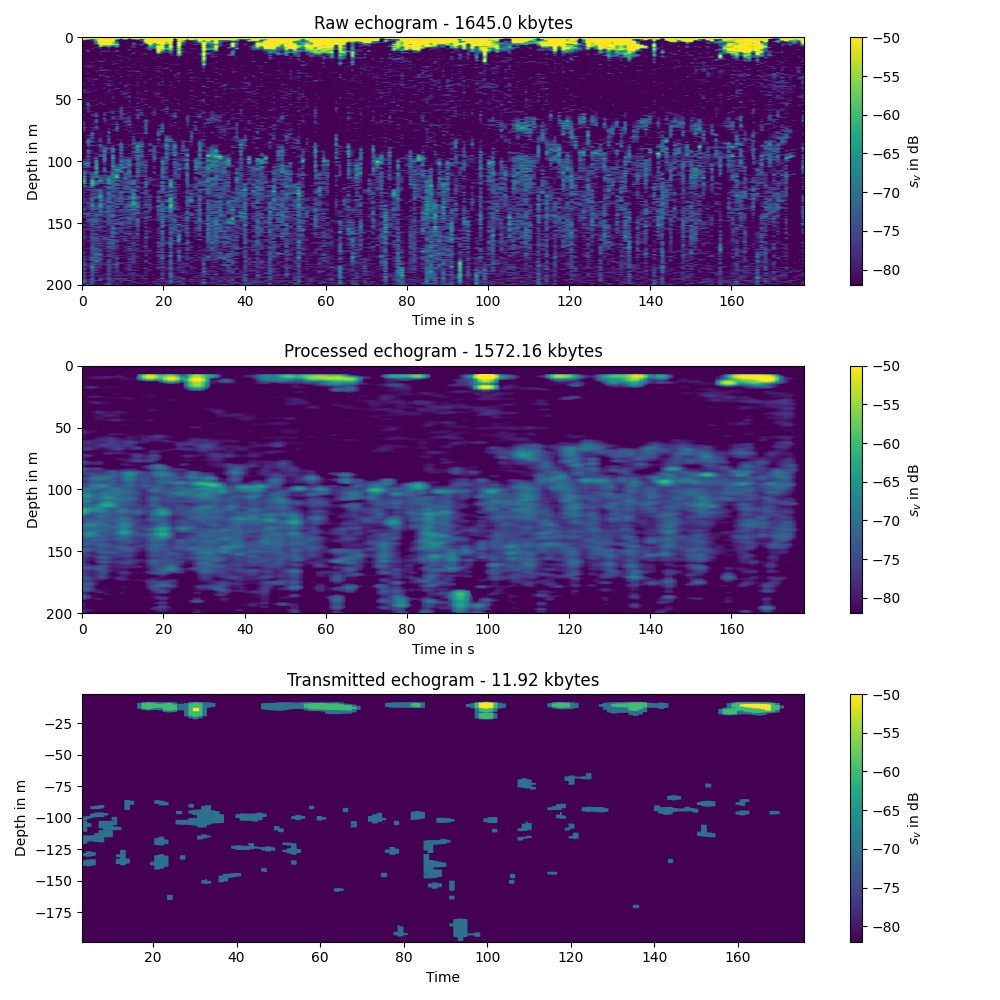 Raw echogram - 1645.0 kbytes
0
50
100
150
200
Depth in m
0 20 40 60 80 100 120 140 160
Time in s
−50
−55
−60
−65
−70
−75
−80
sv in dB
Processed echogram - 1572.16 kbytes
0
50
100
150
200
Depth in m
0 20 40 60 80 100 120 140 160
Time in s
−50
−55
−60
−65
−70
−75
−80
sv in dB
Transmitted echogram - 11.92 kbytes
−25
−50
−75
−100
−125
−150
−175
Depth in m
20 40 60 80 100 120 140 160
Time
−50
−55
−60
−65
−70
−75
−80
sv in dB